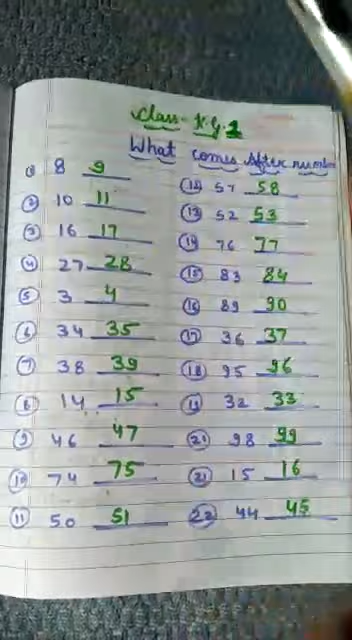 Class - K.G.1
What comes After number
① 8 9
② 10 11
③ 16 17
④ 27 28
⑤ 3 4
⑥ 34 35
⑦ 38 39
⑧ 14 15
⑨ 46 47
⑩ 74 75
⑪ 50 51
⑫ 57 58
⑬ 52 53
⑭ 76 77
⑮ 83 84
⑯ 89 90
⑰ 36 37
⑱ 95 96
⑲ 32 33
⑳ 98 99
㉑ 15 16
㉒ 44 45